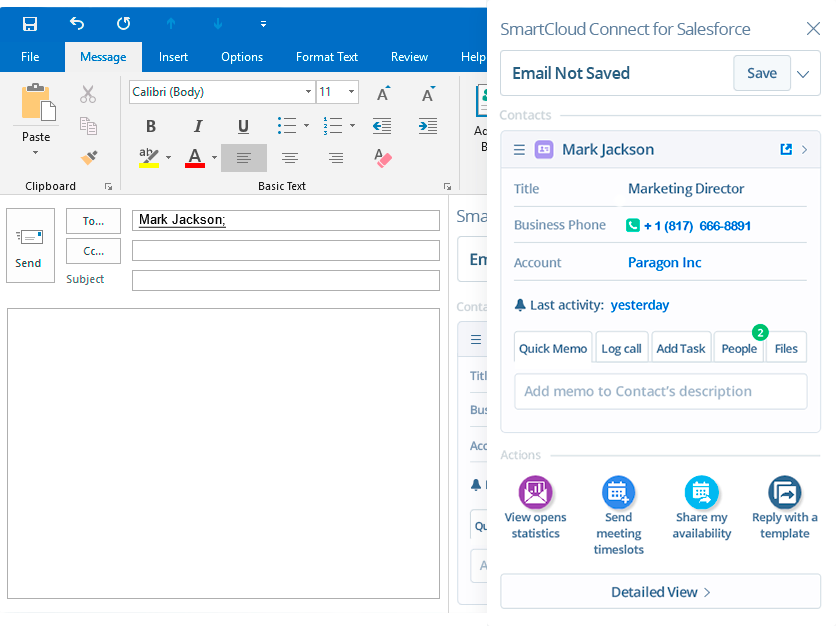 File Message Insert Options Format Text Review Help
Calibri (Body) 11
Paste
B I U
ab A A A A
Clipboard Basic Text
Ad
B
To... Mark Jackson;
Cc...
Send
Subject
Sma
Em
Conta
Titl
Bus
Acc
Qu
A
SmartCloud Connect for Salesforce
Email Not Saved Save
Contacts
Mark Jackson
Title Marketing Director
Business Phone + 1 (817) 666-8891
Account Paragon Inc
Last activity: yesterday
2
Quick Memo Log call Add Task People Files
Add memo to Contact's description
Actions
View opens statistics
Send meeting timeslots
Share my availability
Reply with a template
Detailed View